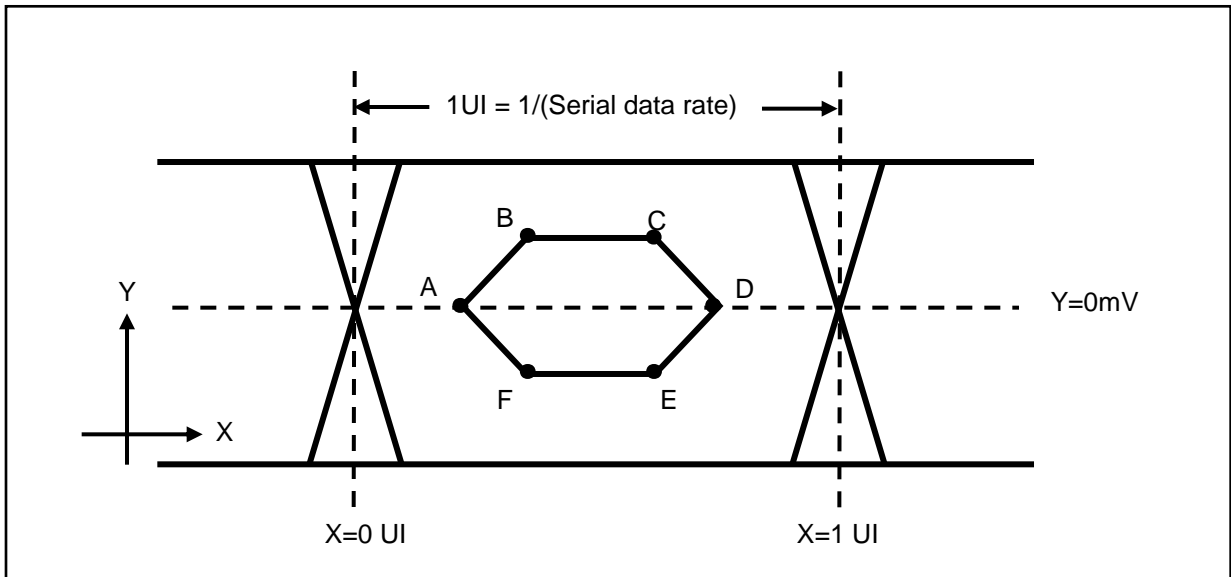 1UI = 1/(Serial data rate)
B
C
A
D
Y
Y=0mV
F
E
X
X=0 UI
X=1 UI